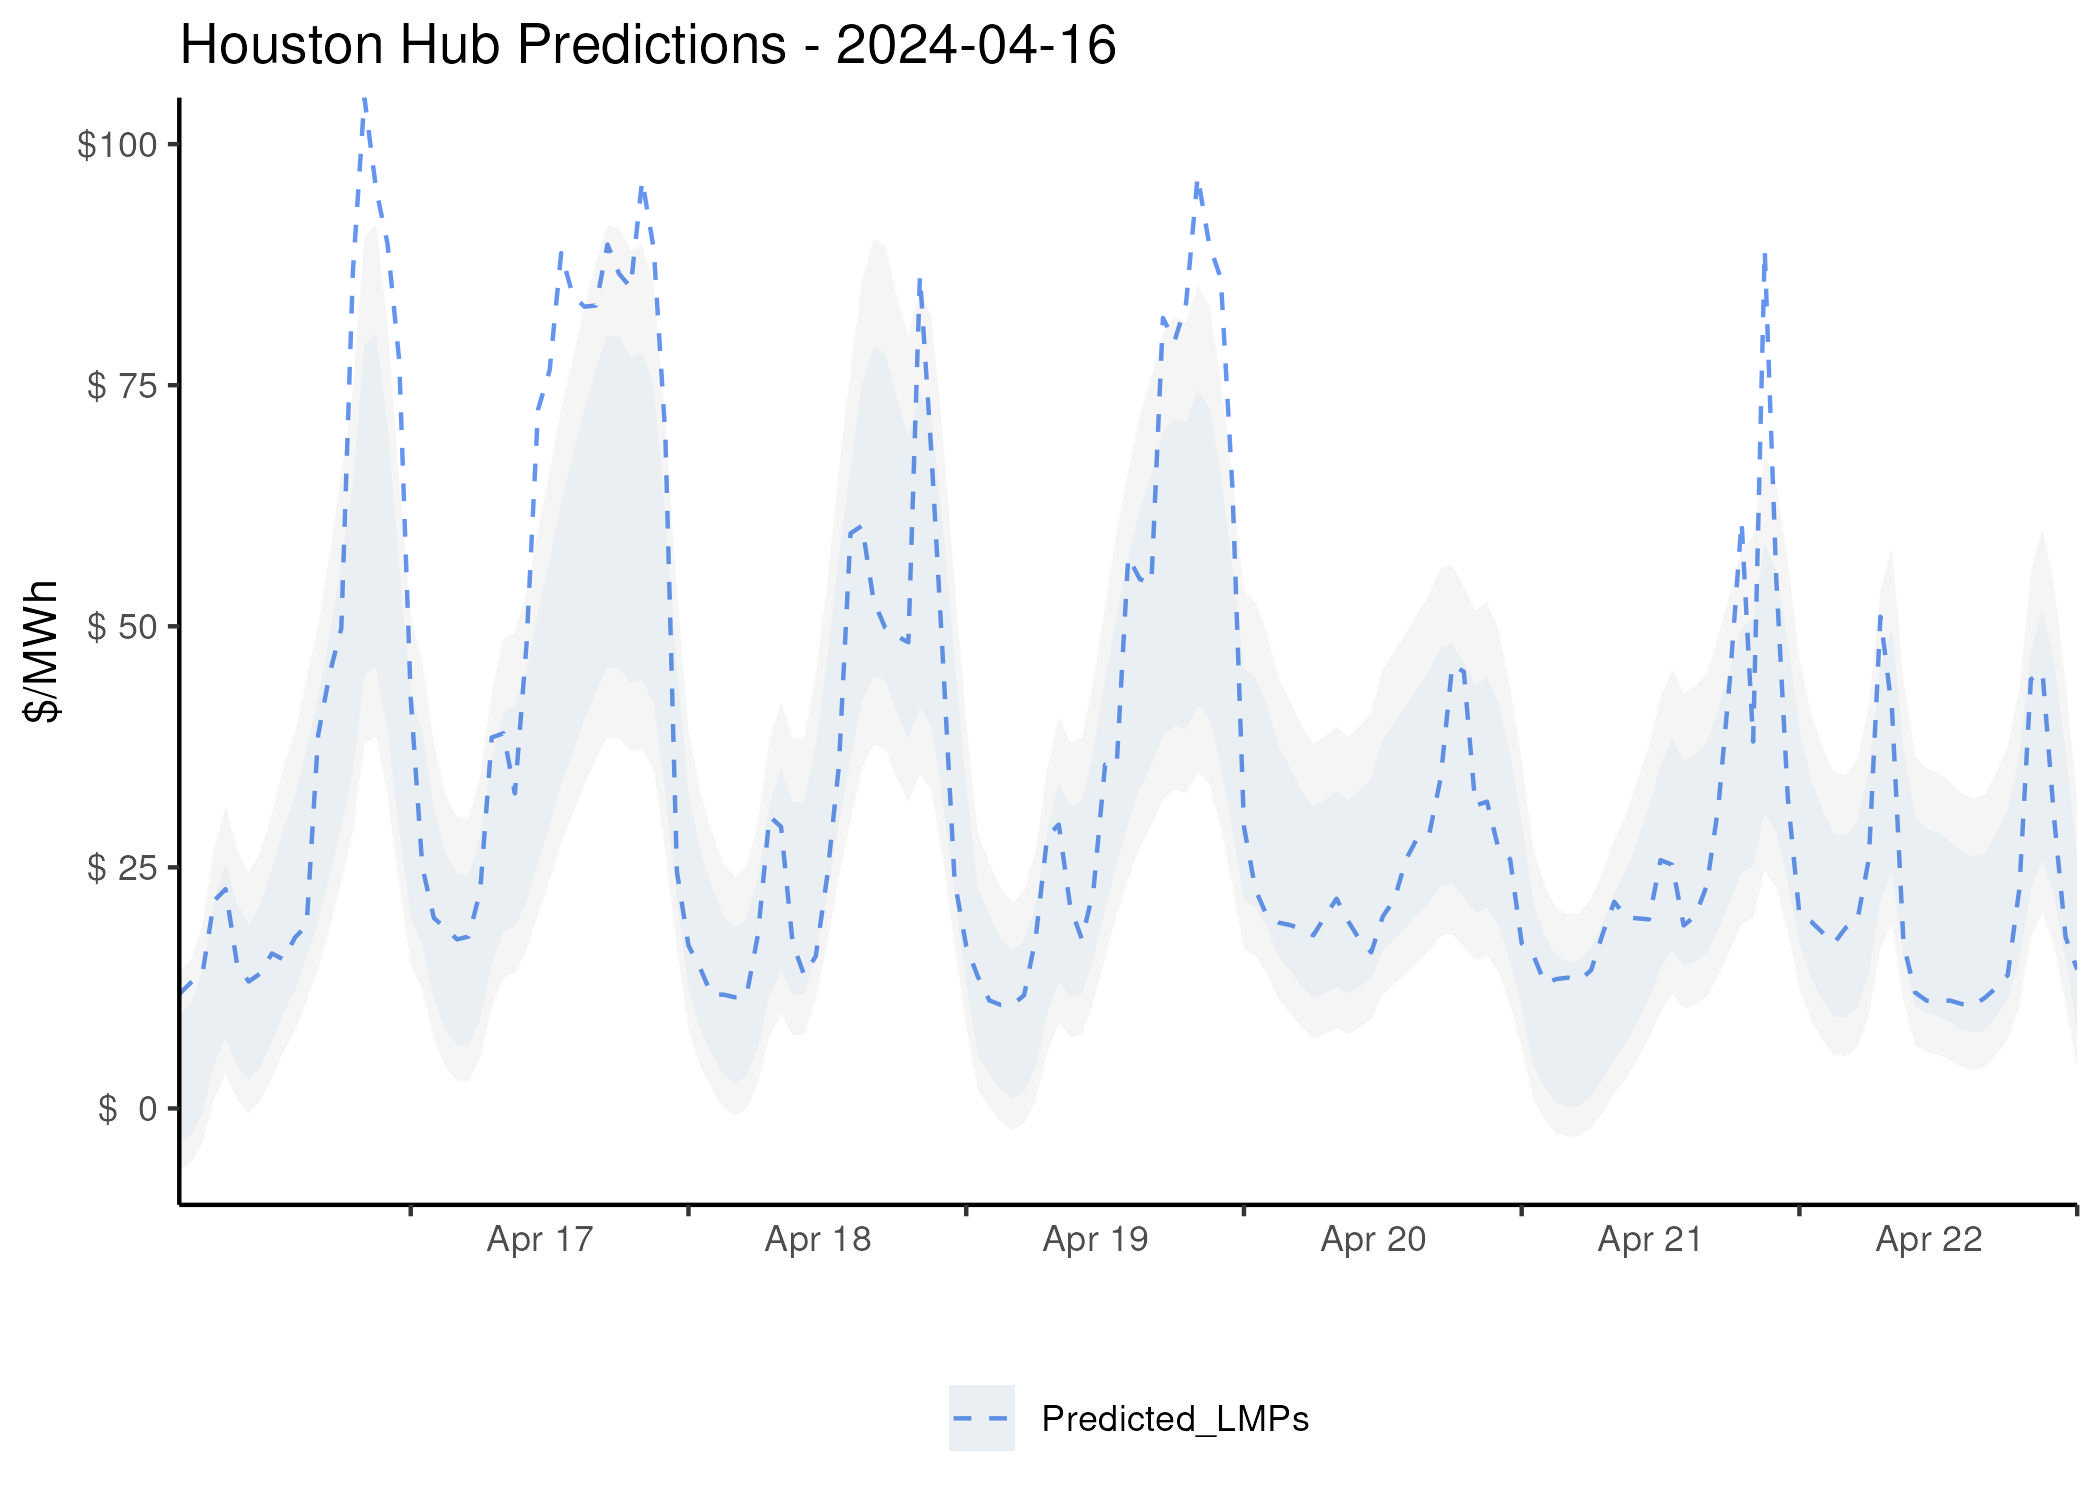 Houston Hub Predictions - 2024-04-16
$100
$ 75
$ 50
$ 25
$ 0
$/MWh
Apr 17 Apr 18 Apr 19 Apr 20 Apr 21 Apr 22
Predicted_LMPs